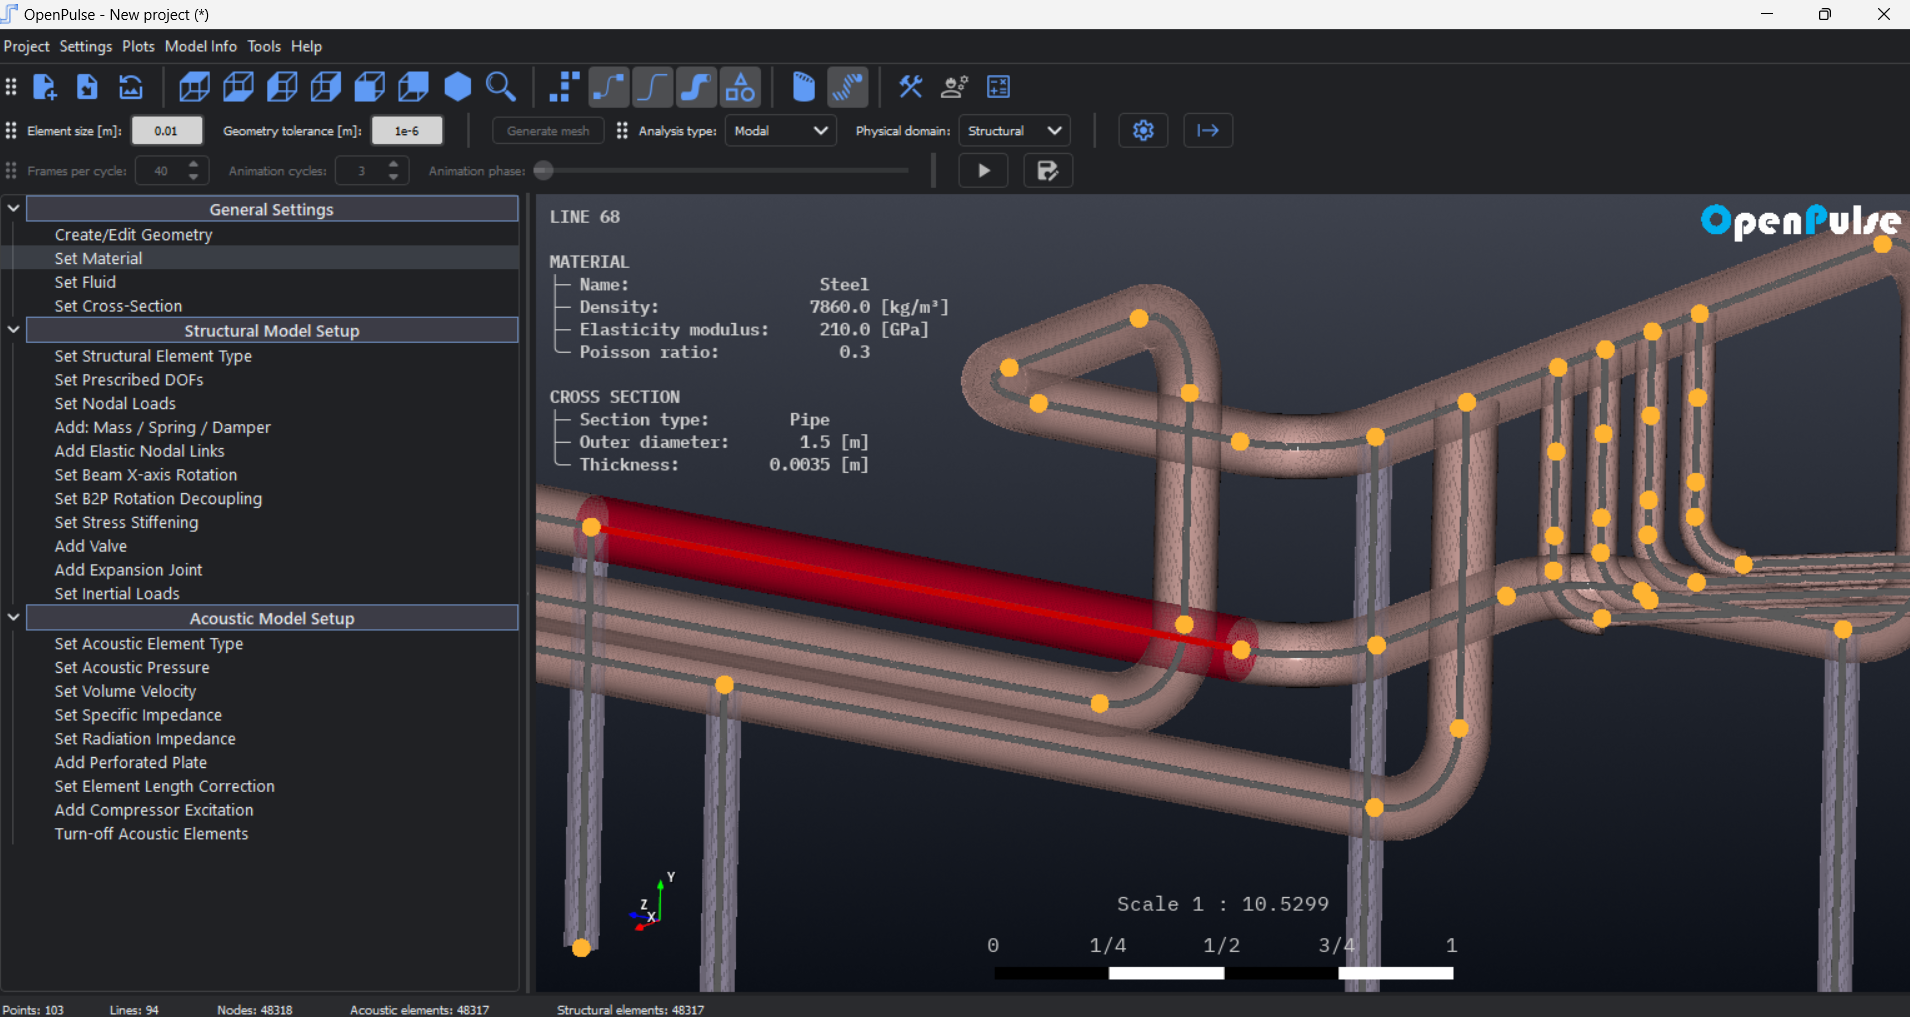 OpenPulse - New project (*)
Project Settings Plots Model Info Tools Help
Element size [m]: 0.01 Geometry tolerance [m]: 1e-6 Generate mesh Analysis type: Modal Physical domain: Structural
Frames per cycle: 40 Animation cycles: 3 Animation phase:
General Settings
Create/Edit Geometry
Set Material
Set Fluid
Set Cross-Section
Structural Model Setup
Set Structural Element Type
Set Prescribed DOFs
Set Nodal Loads
Add: Mass / Spring / Damper
Add Elastic Nodal Links
Set Beam X-axis Rotation
Set B2P Rotation Decoupling
Set Stress Stiffening
Add Valve
Add Expansion Joint
Set Inertial Loads
Acoustic Model Setup
Set Acoustic Element Type
Set Acoustic Pressure
Set Volume Velocity
Set Specific Impedance
Set Radiation Impedance
Add Perforated Plate
Set Element Length Correction
Add Compressor Excitation
Turn-off Acoustic Elements
LINE 68
MATERIAL
Name: Steel
Density: 7860.0 [kg/m³]
Elasticity modulus: 210.0 [GPa]
Poisson ratio: 0.3
CROSS SECTION
Section type: Pipe
Outer diameter: 1.5 [m]
Thickness: 0.0035 [m]
OpenPulse
Y
Z
X
Scale 1 : 10.5299
0 1/4 1/2 3/4 1
Points: 103 Lines: 94 Nodes: 48318 Acoustic elements: 48317 Structural elements: 48317